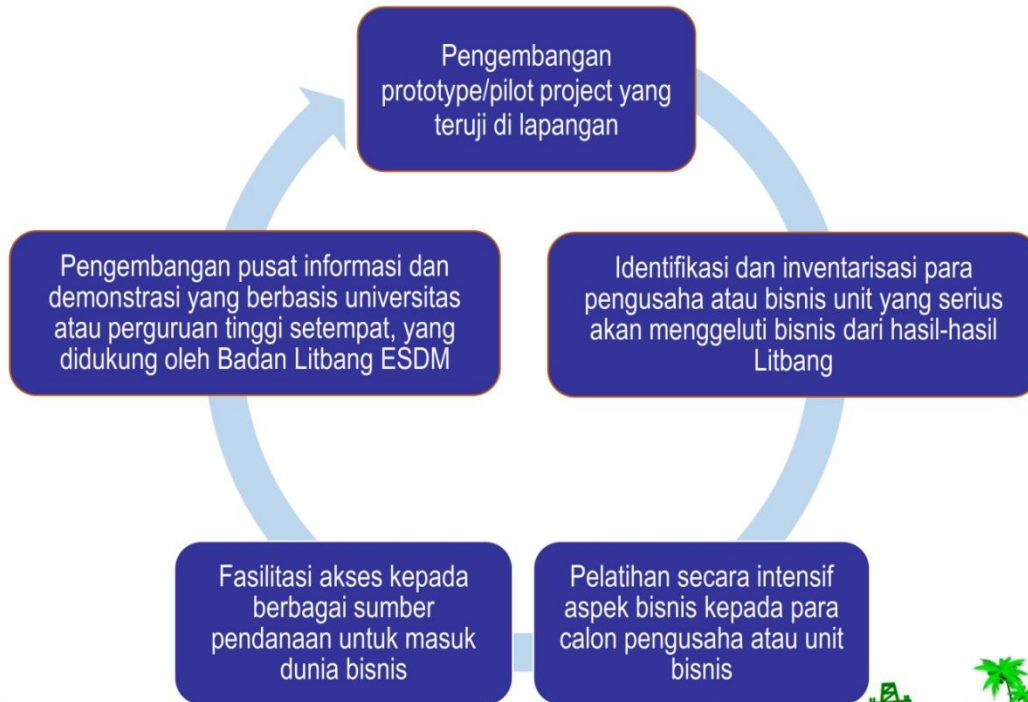 Pengembangan
prototype/pilot project yang
teruji di lapangan
Identifikasi dan inventarisasi para
pengusaha atau bisnis unit yang serius
akan menggeluti bisnis dari hasil-hasil
Litbang
Pelatihan secara intensif
aspek bisnis kepada para
calon pengusaha atau unit
bisnis
Fasilitasi akses kepada
berbagai sumber
pendanaan untuk masuk
dunia bisnis
Pengembangan pusat informasi dan
demonstrasi yang berbasis universitas
atau perguruan tinggi setempat, yang
didukung oleh Badan Litbang ESDM